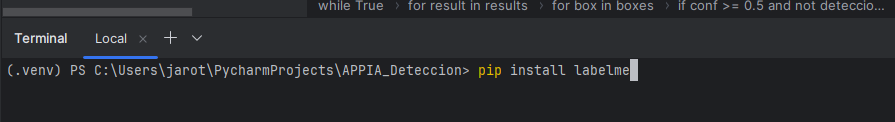 while True > for result in results > for box in boxes > if conf >= 0.5 and not deteccio...
Terminal Local × + ∨
(.venv) PS C:\Users\jarot\PycharmProjects\APPIA_Deteccion> pip install labelme